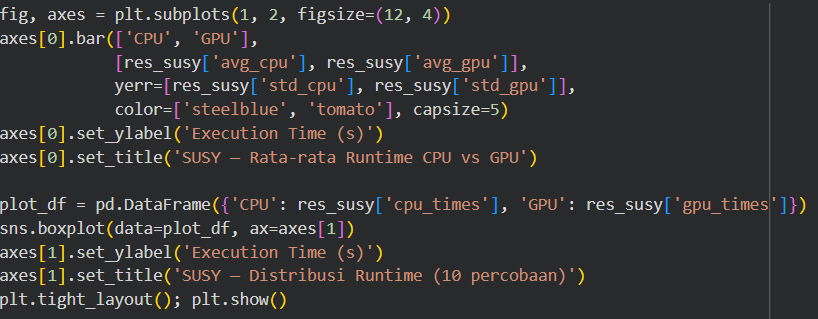 fig, axes = plt.subplots(1, 2, figsize=(12, 4))
axes[0].bar(['CPU', 'GPU'],
            [res_susy['avg_cpu'], res_susy['avg_gpu']],
            yerr=[res_susy['std_cpu'], res_susy['std_gpu']],
            color=['steelblue', 'tomato'], capsize=5)
axes[0].set_ylabel('Execution Time (s)')
axes[0].set_title('SUSY — Rata-rata Runtime CPU vs GPU')

plot_df = pd.DataFrame({'CPU': res_susy['cpu_times'], 'GPU': res_susy['gpu_times']})
sns.boxplot(data=plot_df, ax=axes[1])
axes[1].set_ylabel('Execution Time (s)')
axes[1].set_title('SUSY — Distribusi Runtime (10 percobaan)')
plt.tight_layout(); plt.show()